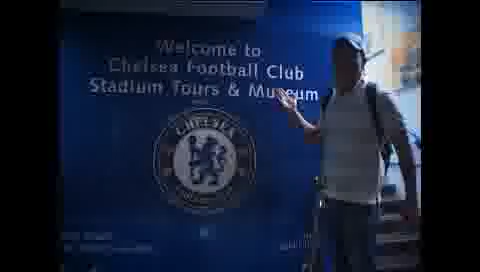 Welcome to
Chelsea Football Club
Stadium Tours & Museum
CHELSEA